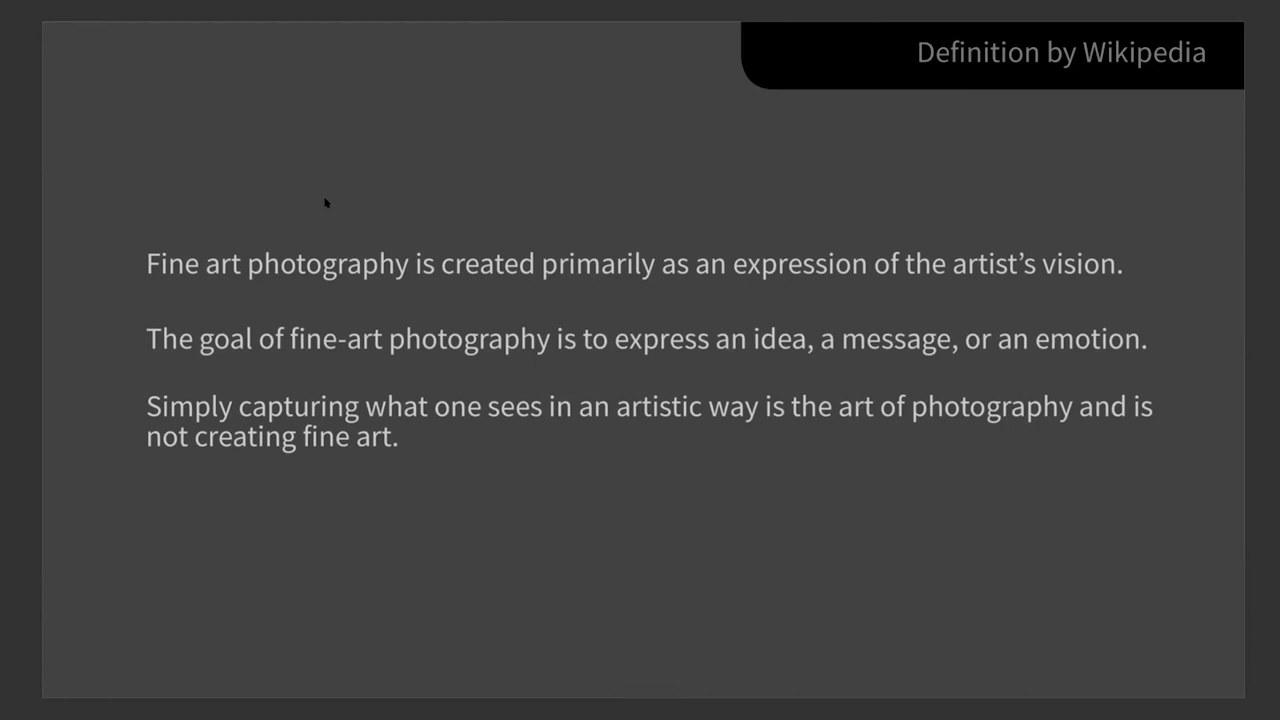 Definition by Wikipedia
Fine art photography is created primarily as an expression of the artist’s vision.
The goal of fine-art photography is to express an idea, a message, or an emotion.
Simply capturing what one sees in an artistic way is the art of photography and is
not creating fine art.